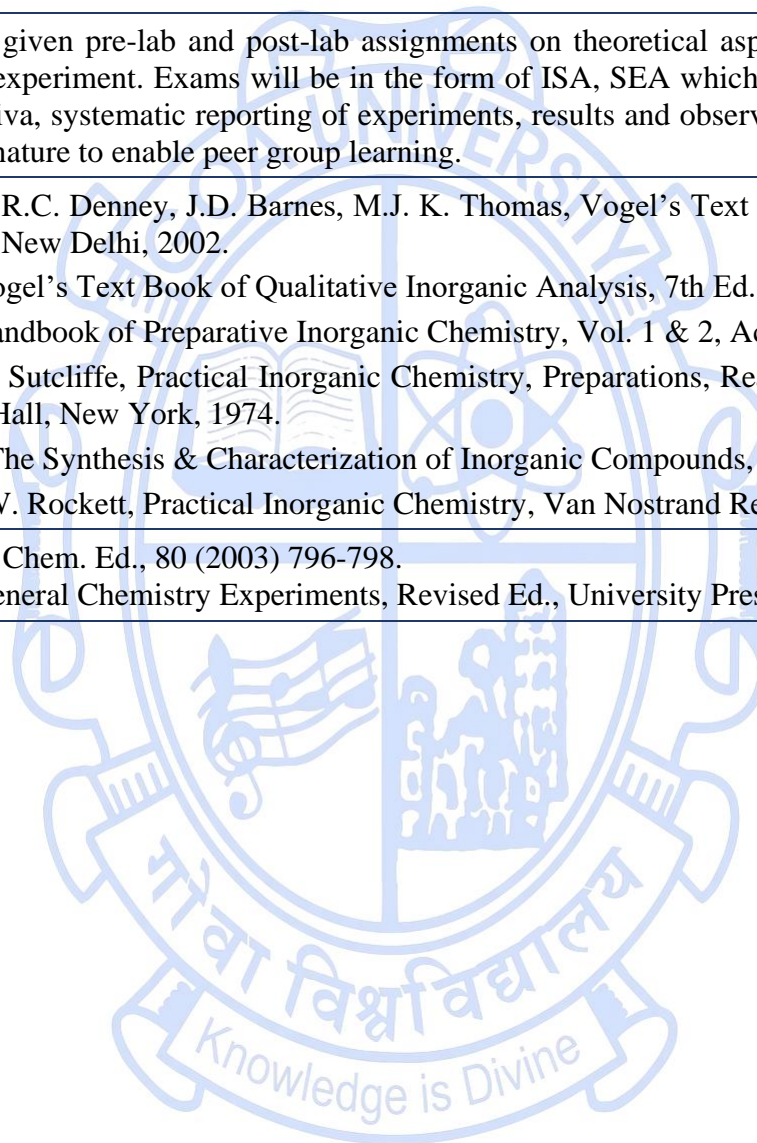 given pre-lab and post-lab assignments on theoretical asp
experiment. Exams will be in the form of ISA, SEA which
iva, systematic reporting of experiments, results and observ
nature to enable peer group learning.
R.C. Denney, J.D. Barnes, M.J. K. Thomas, Vogel’s Text
New Delhi, 2002.
ogel’s Text Book of Qualitative Inorganic Analysis, 7th Ed.
andbook of Preparative Inorganic Chemistry, Vol. 1 & 2, Ac
Sutcliffe, Practical Inorganic Chemistry, Preparations, Rea
Hall, New York, 1974.
The Synthesis & Characterization of Inorganic Compounds,
W. Rockett, Practical Inorganic Chemistry, Van Nostrand Re
Chem. Ed., 80 (2003) 796-798.
eneral Chemistry Experiments, Revised Ed., University Pres
GOA UNIVERSITY
गोंवा विश्वविद्यालय
Knowledge is Divine